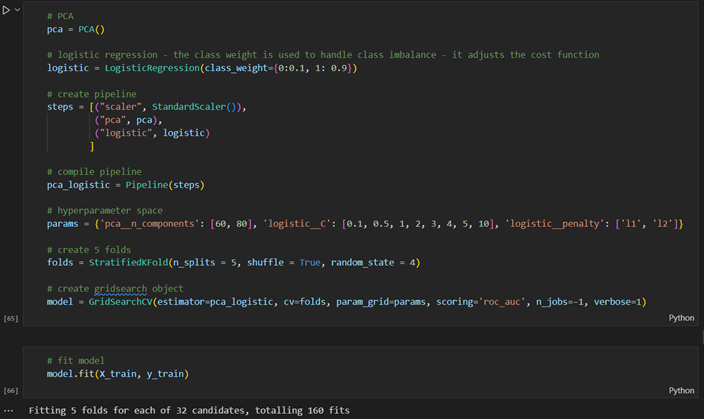 # PCA
pca = PCA()
# logistic regression - the class weight is used to handle class imbalance - it adjusts the cost function
logistic = LogisticRegression(class_weight={0:0.1, 1: 0.9})
# create pipeline
steps = [("scaler", StandardScaler()),
("pca", pca),
("logistic", logistic)
]
# compile pipeline
pca_logistic = Pipeline(steps)
# hyperparameter space
params = {'pca__n_components': [60, 80], 'logistic__C': [0.1, 0.5, 1, 2, 3, 4, 5, 10], 'logistic__penalty': ['l1', 'l2']}
# create 5 folds
folds = StratifiedKFold(n_splits = 5, shuffle = True, random_state = 4)
# create gridsearch object
model = GridSearchCV(estimator=pca_logistic, cv=folds, param_grid=params, scoring='roc_auc', n_jobs=-1, verbose=1)
[65]
Python
# fit model
model.fit(X_train, y_train)
[66]
Python
... Fitting 5 folds for each of 32 candidates, totalling 160 fits